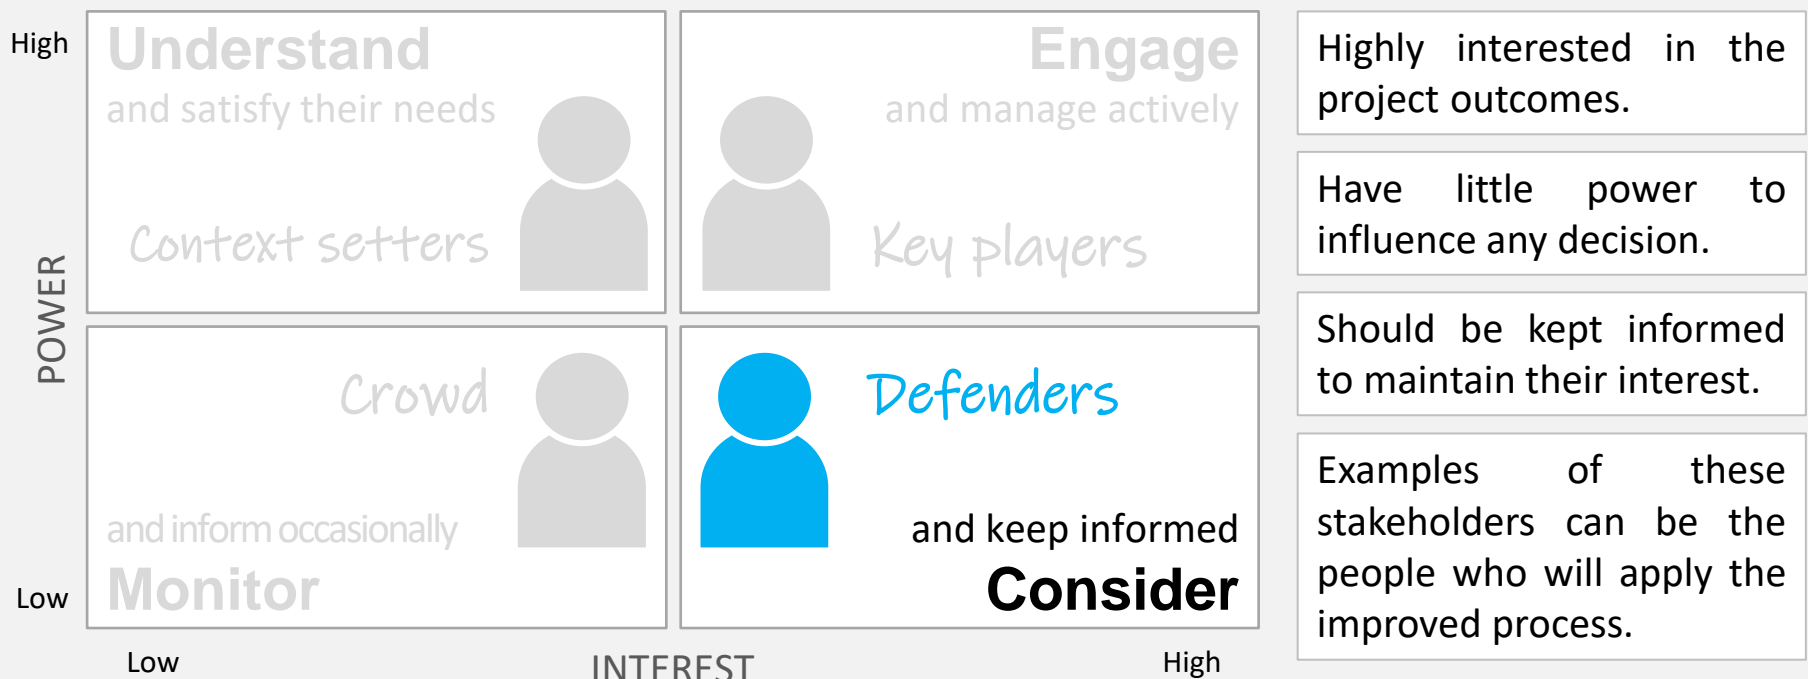 High
Understand
and satisfy their needs
Context setters
Engage
and manage actively
Key players
POWER
Crowd
and inform occasionally
Monitor
Defenders
and keep informed
Consider
Low
Low
INTEREST
High
Highly interested in the
project outcomes.
Have little power to
influence any decision.
Should be kept informed
to maintain their interest.
Examples of these
stakeholders can be the
people who will apply the
improved process.